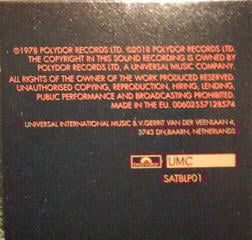 ℗1978 POLYDOR RECORDS LTD. ©2018 POLYDOR RECORDS LTD.
THE COPYRIGHT IN THIS SOUND RECORDING IS OWNED BY
POLYDOR RECORDS LTD, A UNIVERSAL MUSIC COMPANY.
ALL RIGHTS OF THE OWNER OF THE WORK PRODUCED RESERVED.
UNAUTHORISED COPYING, REPRODUCTION, HIRING, LENDING,
PUBLIC PERFORMANCE AND BROADCASTING PROHIBITED.
MADE IN THE EU. 00602557128574
UNIVERSAL INTERNATIONAL MUSIC B.V.GERRIT VAN DER VEENLAAN 4,
3743 DN,BAARN, NETHERLANDS
polydor UMC
SATBLP01